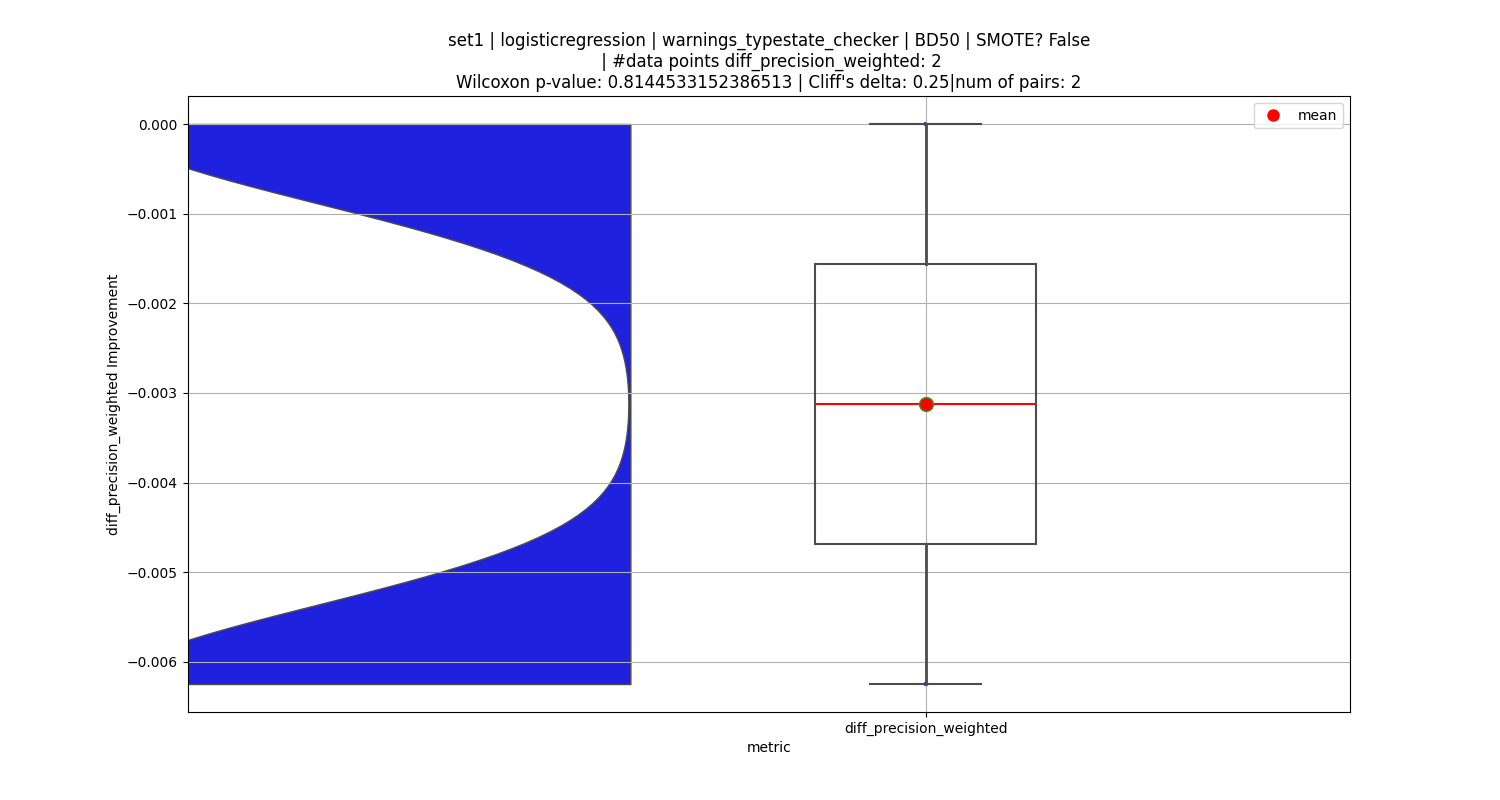 set1 | logisticregression | warnings_typestate_checker | BD50 | SMOTE? False
| #data points diff_precision_weighted: 2
Wilcoxon p-value: 0.8144533152386513 | Cliff's delta: 0.25|num of pairs: 2
mean
0.000
−0.001
−0.002
−0.003
−0.004
−0.005
−0.006
diff_precision_weighted Improvement
diff_precision_weighted
metric